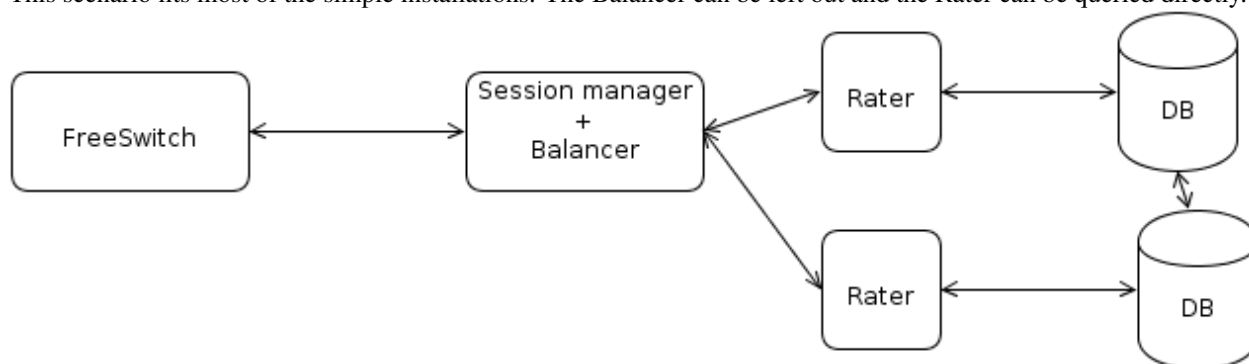 This scenario fits most of the simple installations. The Balancer can be left out and the Rater can be queried directly.
FreeSwitch
Session manager
+
Balancer
Rater
DB
Rater
DB